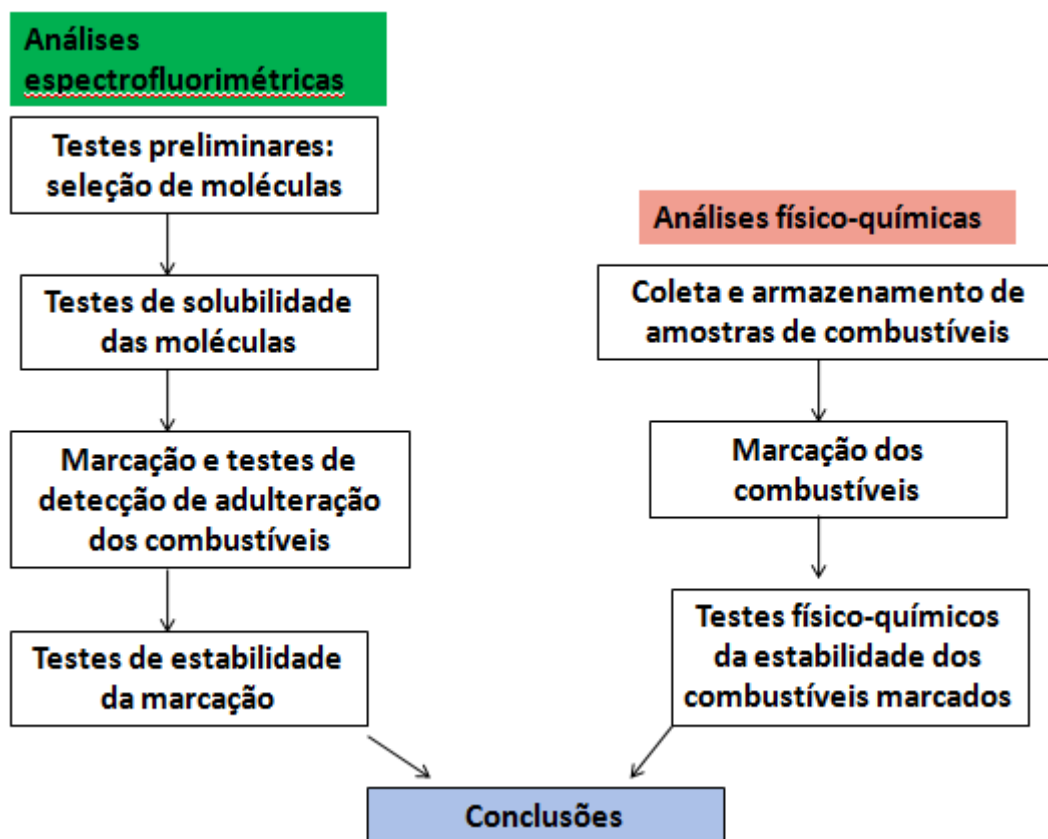 Análises
espectrofluorimétricas
Testes preliminares:
seleção de moléculas
Testes de solubilidade
das moléculas
Marcação e testes de
detecção de adulteração
dos combustíveis
Testes de estabilidade
da marcação
Análises físico-químicas
Coleta e armazenamento de
amostras de combustíveis
Marcação dos
combustíveis
Testes físico-químicos
da estabilidade dos
combustíveis marcados
Conclusões